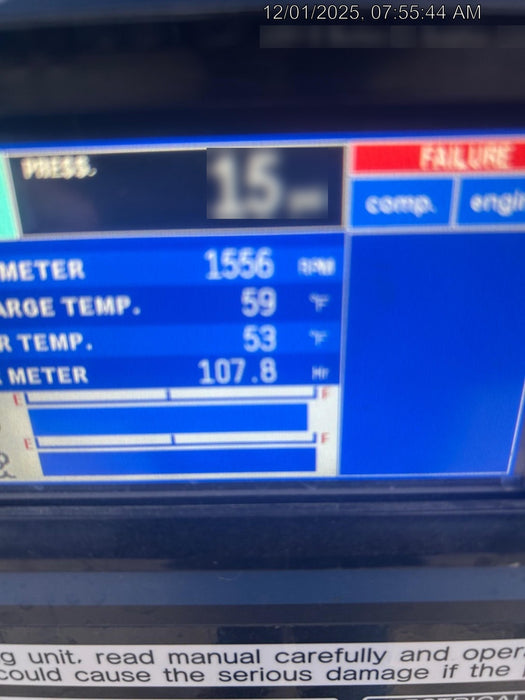 12/01/2025, 07:55:44 AM
PRESS.
15
FAILURE
comp.
engin
METER 1556 RPM
ARGE TEMP. 59 °F
R TEMP. 53 °F
METER 107.8 Hr
E F
E F
g unit, read manual carefully and oper
could cause the serious damage if the